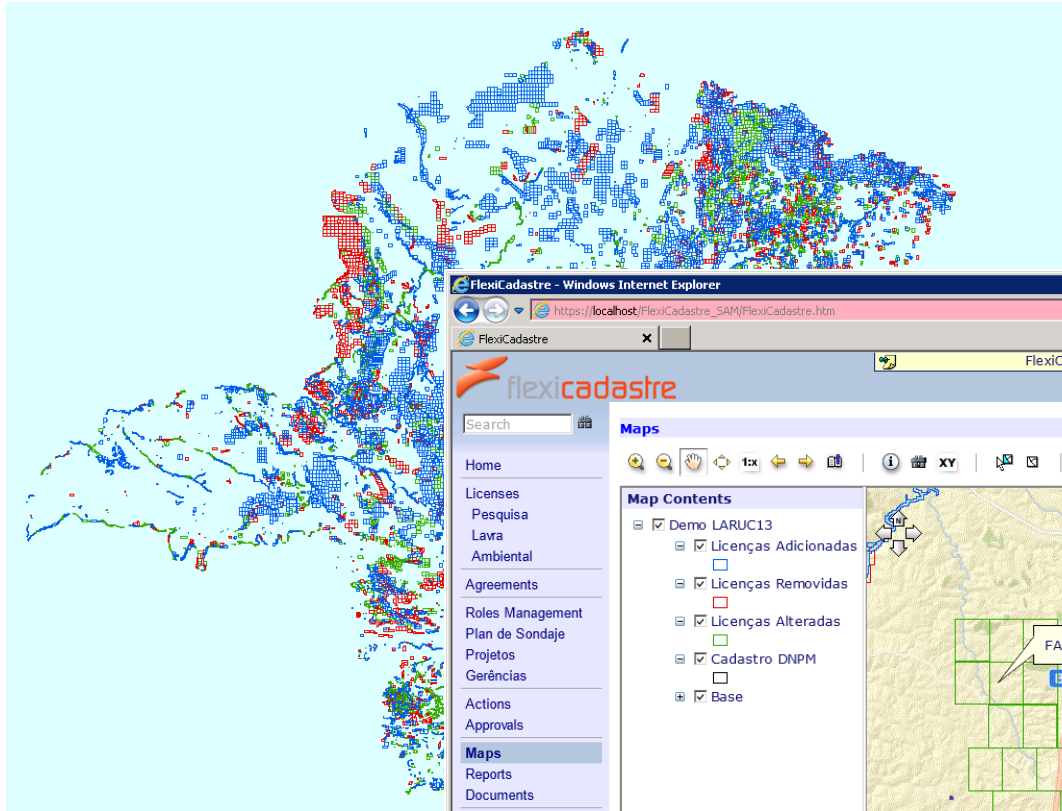 FlexiCadastre - Windows Internet Explorer
https://localhost/FlexiCadastre_SAM/FlexiCadastre.htm
FlexiCadastre
flexicadastre
Search
Home
Licenses
Pesquisa
Lavra
Ambiental
Agreements
Roles Management
Plan de Sondaje
Projetos
Gerências
Actions
Approvals
Maps
Reports
Documents
Maps
1:x
XY
Map Contents
Demo LARUC13
Licenças Adicionadas
Licenças Removidas
Licenças Alteradas
Cadastro DNPM
Base
N
FA